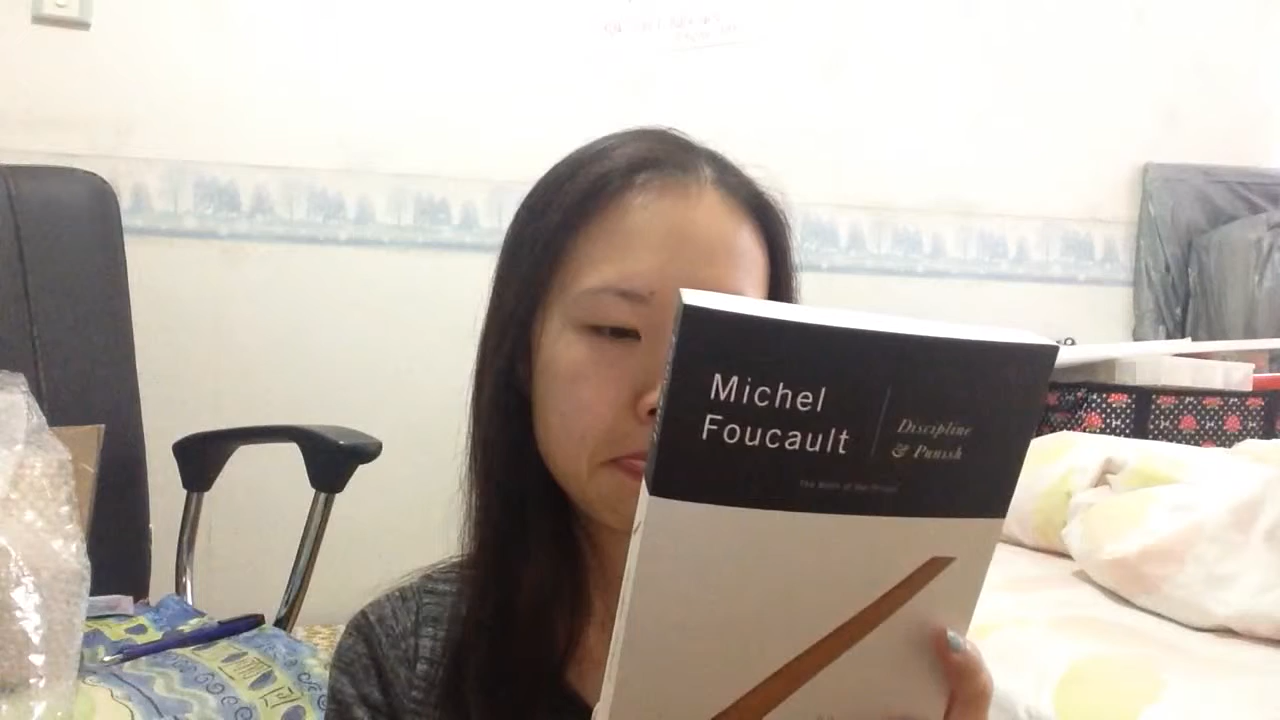 Michel
Foucault
Discipline
& Punish
The Birth of the Prison